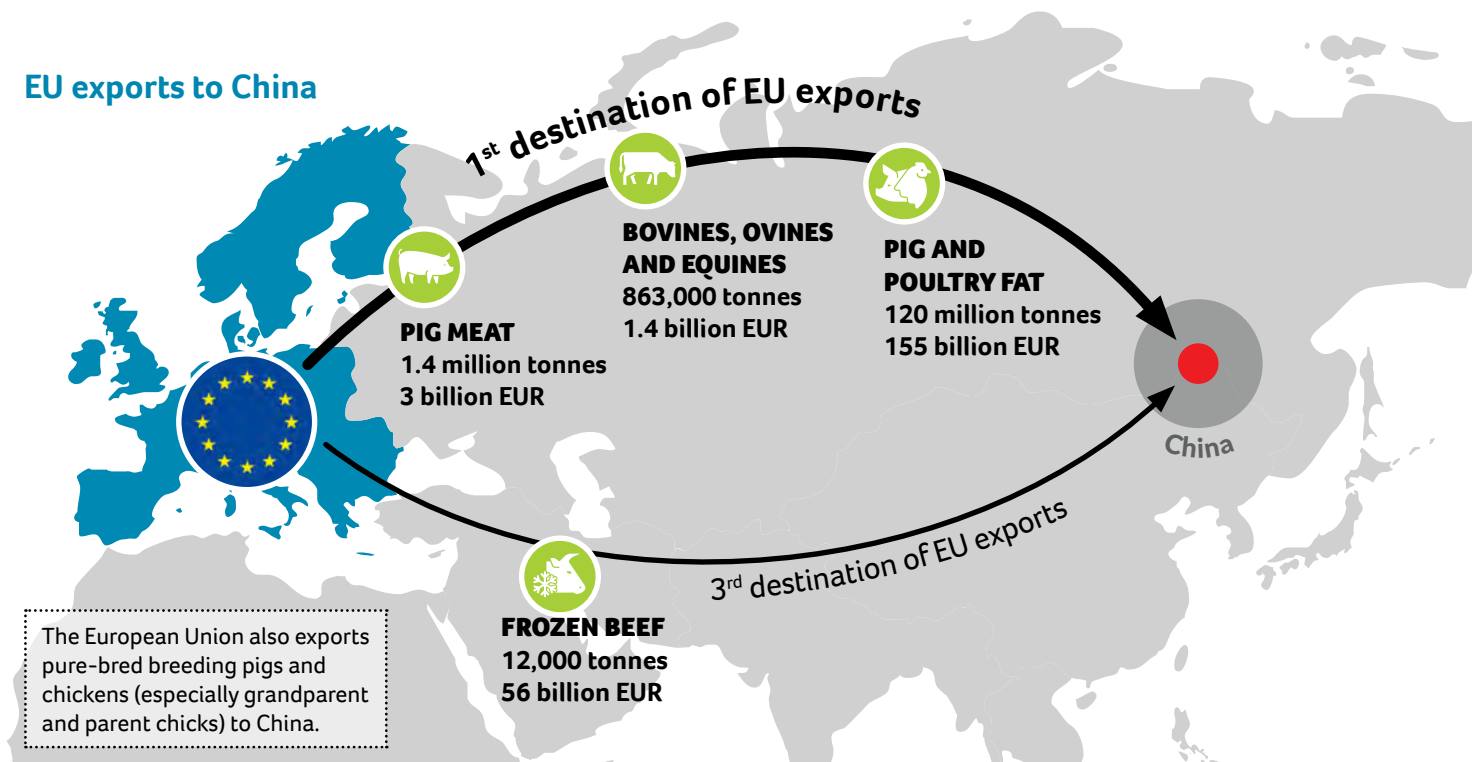 EU exports to China
1st destination of EU exports
BOVINES, OVINES
AND EQUINES
863,000 tonnes
1.4 billion EUR
PIG AND
POULTRY FAT
120 million tonnes
155 billion EUR
PIG MEAT
1.4 million tonnes
3 billion EUR
China
3rd destination of EU exports
FROZEN BEEF
12,000 tonnes
56 billion EUR
The European Union also exports
pure-bred breeding pigs and
chickens (especially grandparent
and parent chicks) to China.